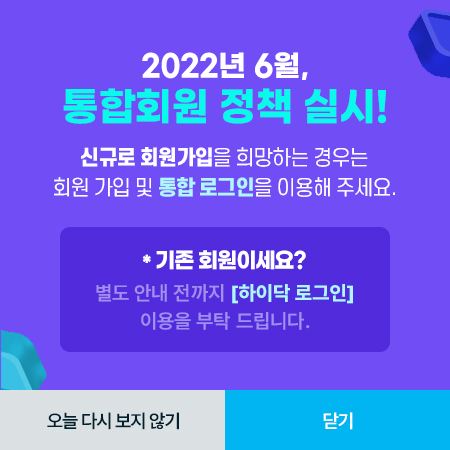 2022년 6월,
통합회원 정책 실시!
신규로 회원가입을 희망하는 경우는
회원 가입 및 통합 로그인을 이용해 주세요.
* 기존 회원이세요?
별도 안내 전까지 [하이닥 로그인]
이용을 부탁 드립니다.
오늘 다시 보지 않기
닫기